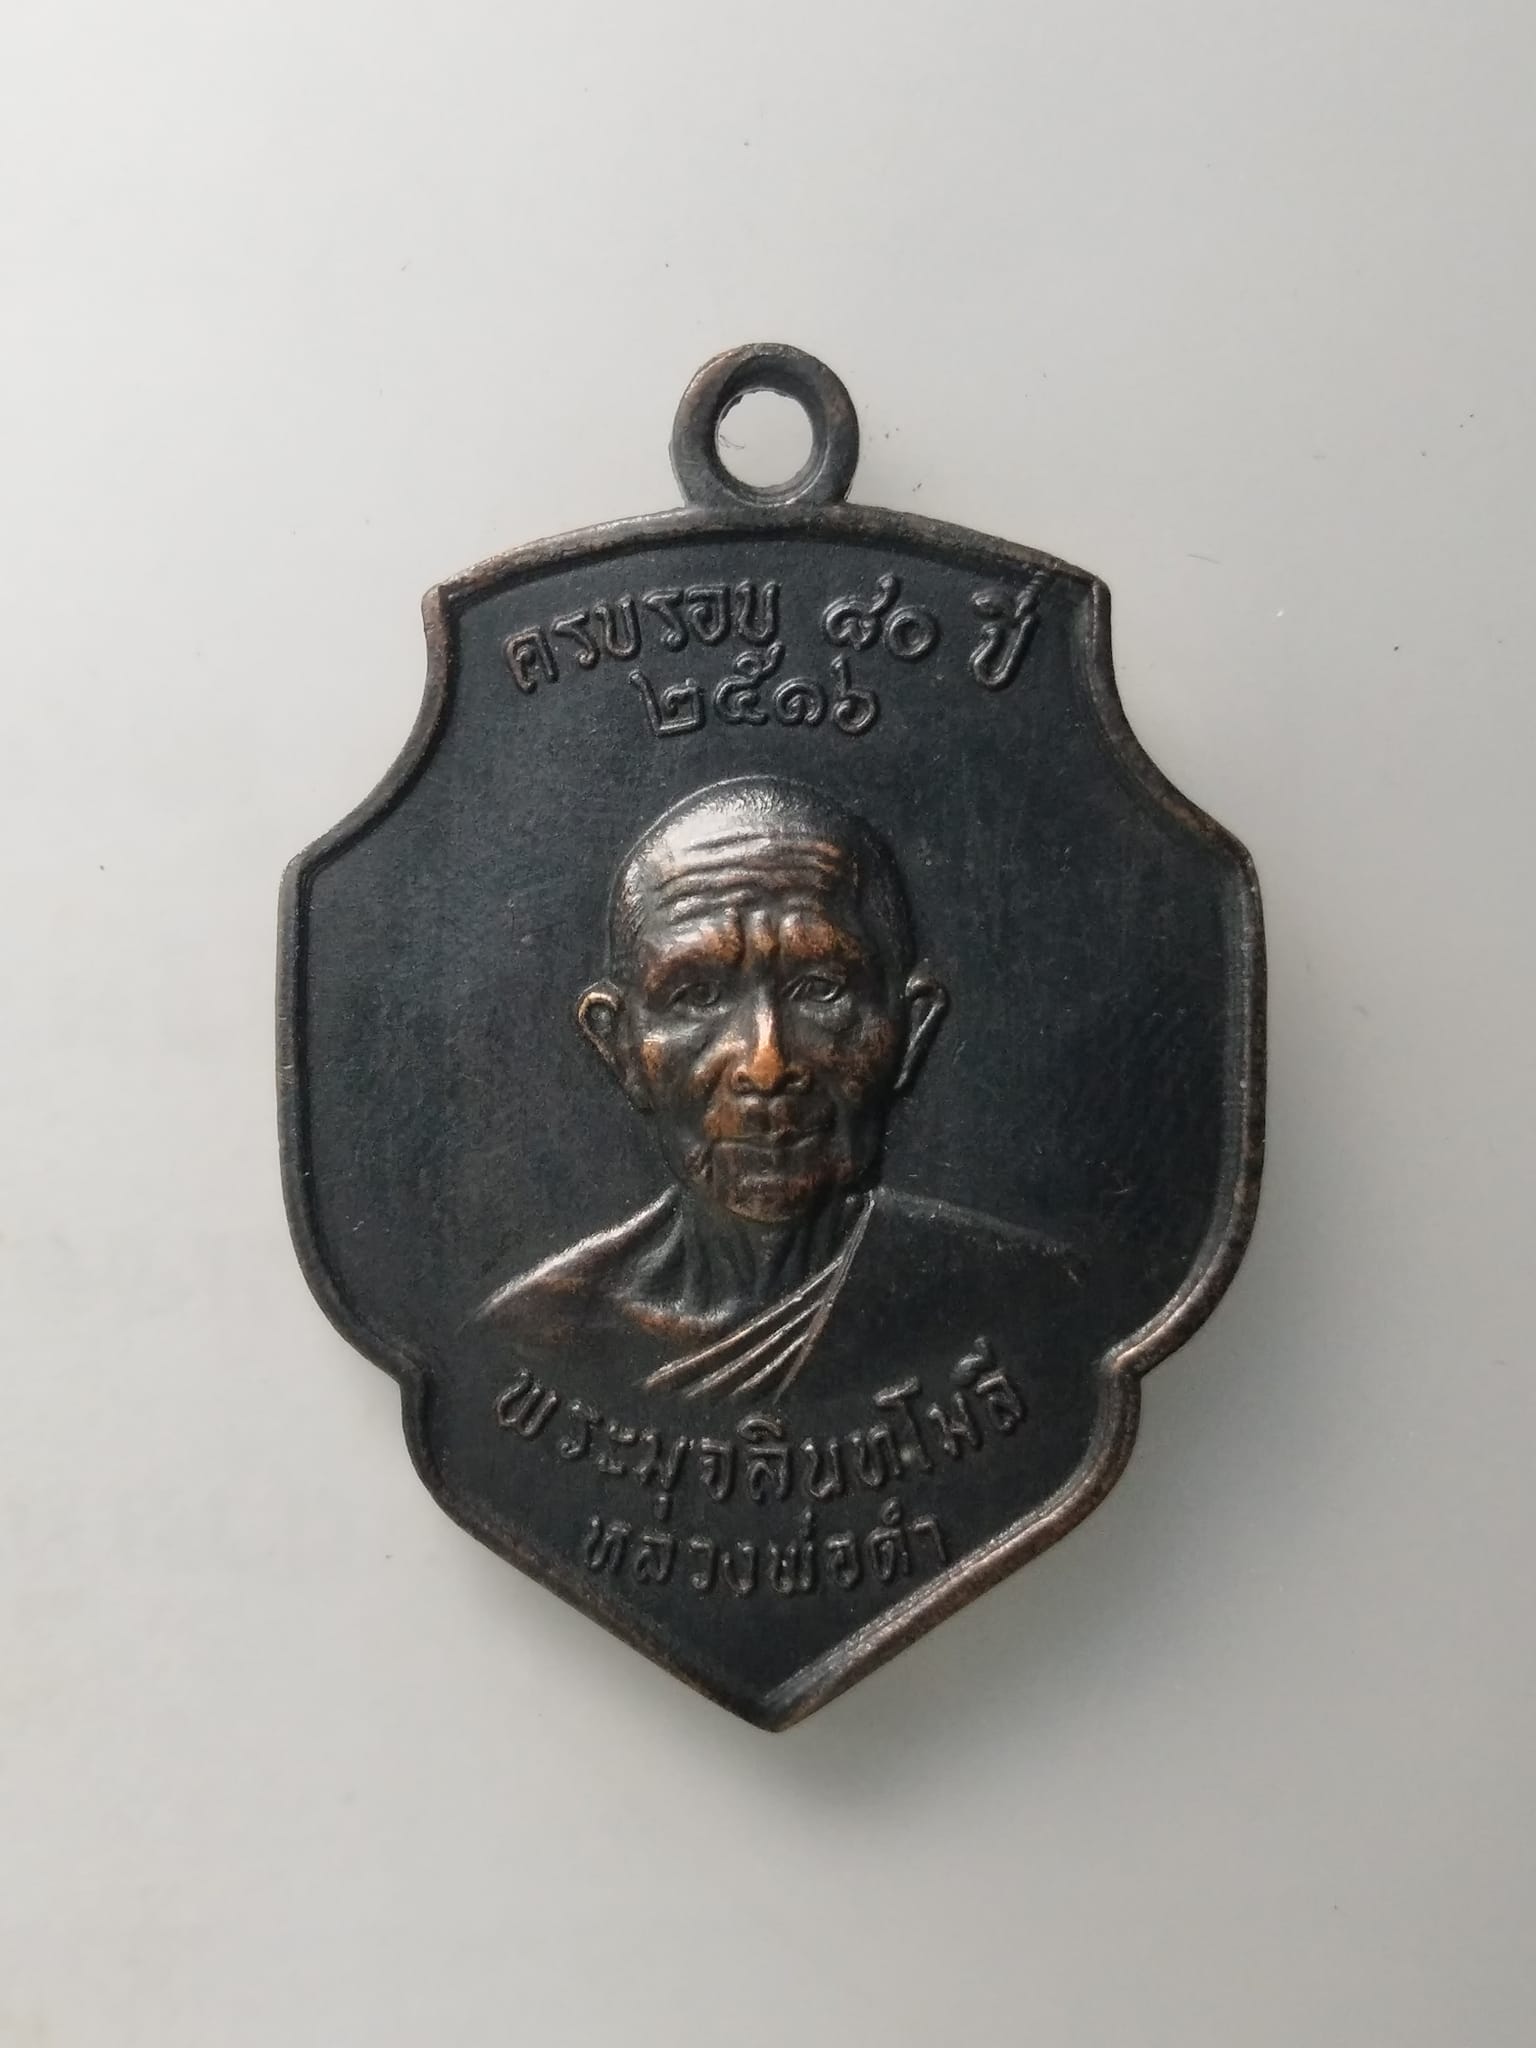 ครบรอบ ๘๐ ปี
๒๕๑๖
พระมุจลินทโมลี
หลวงพ่อดำ